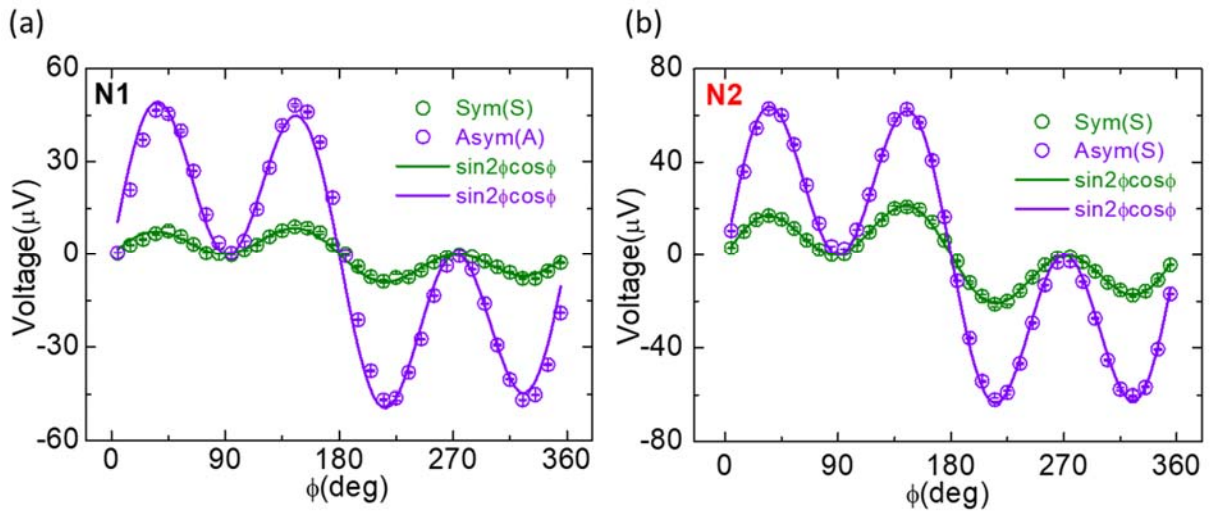 (a)
N1
Sym(S)
Asym(A)
sin2ϕcosϕ
sin2ϕcosϕ
Voltage(μV)
60
30
0
-30
-60
0 90 180 270 360
ϕ(deg)
(b)
N2
Sym(S)
Asym(S)
sin2ϕcosϕ
sin2ϕcosϕ
Voltage(μV)
80
40
0
-40
-80
0 90 180 270 360
ϕ(deg)